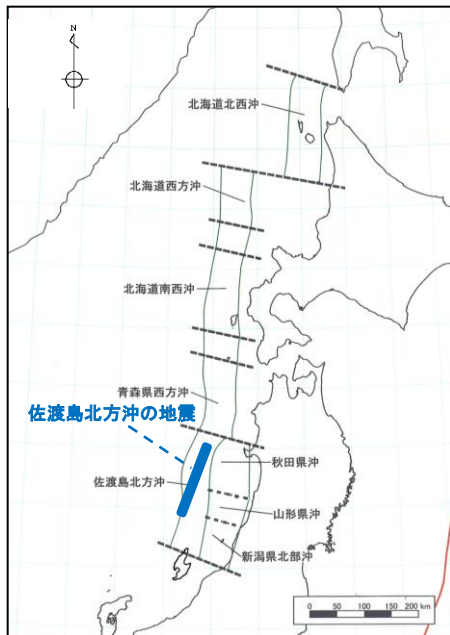 N
北海道北西沖
北海道西方沖
北海道南西沖
青森県西方沖
佐渡島北方沖の地震
秋田県沖
佐渡島北方沖
山形県沖
新潟県北部沖
0 50 100 150 200 km